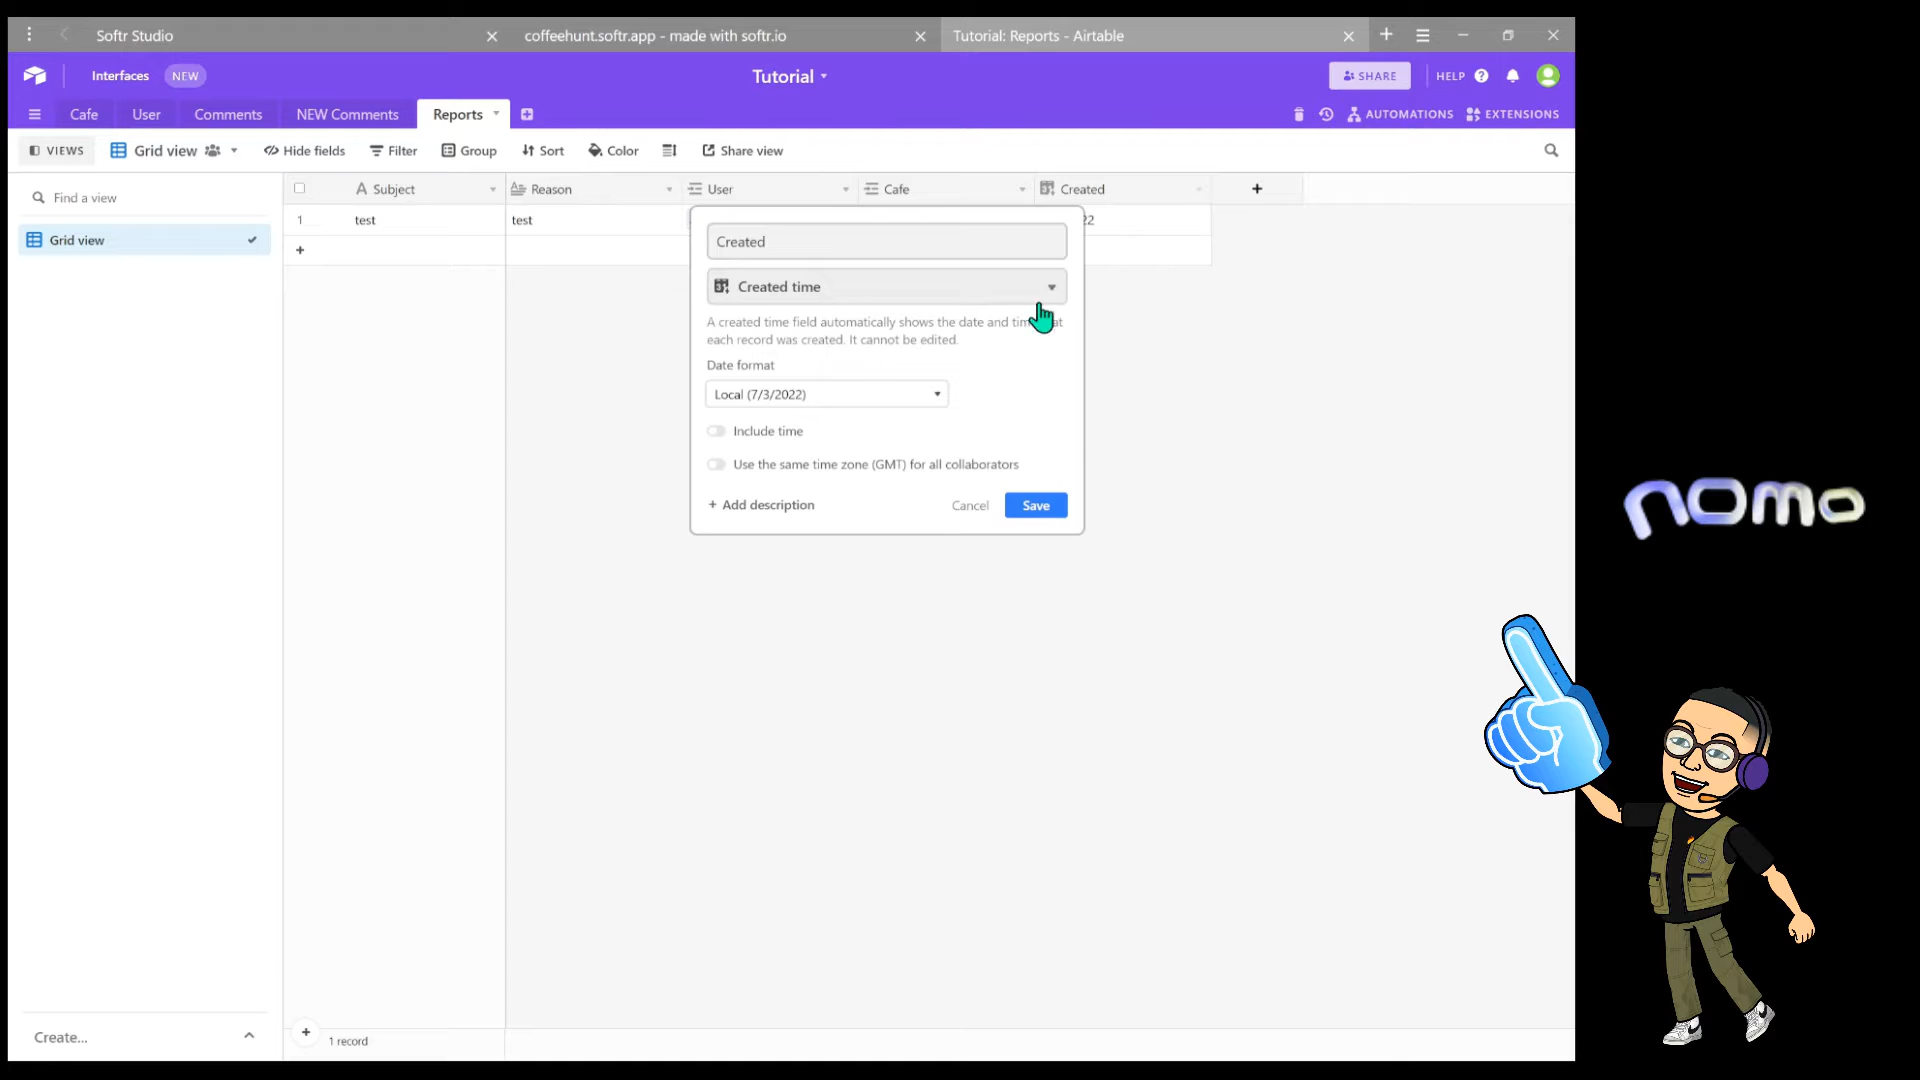 Softr Studio
coffeehunt.softr.app - made with softr.io
Tutorial: Reports - Airtable
Interfaces
NEW
Tutorial
SHARE
HELP
Cafe
User
Comments
NEW Comments
Reports
AUTOMATIONS
EXTENSIONS
VIEWS
Grid view
Hide fields
Filter
Group
Sort
Color
Share view
Find a view
Grid view
Subject
Reason
User
Cafe
Created
1
test
test
22
Created
Created time
A created time field automatically shows the date and tim at
each record was created. It cannot be edited.
Date format
Local (7/3/2022)
Include time
Use the same time zone (GMT) for all collaborators
+ Add description
Cancel
Save
Create...
1 record
nomo